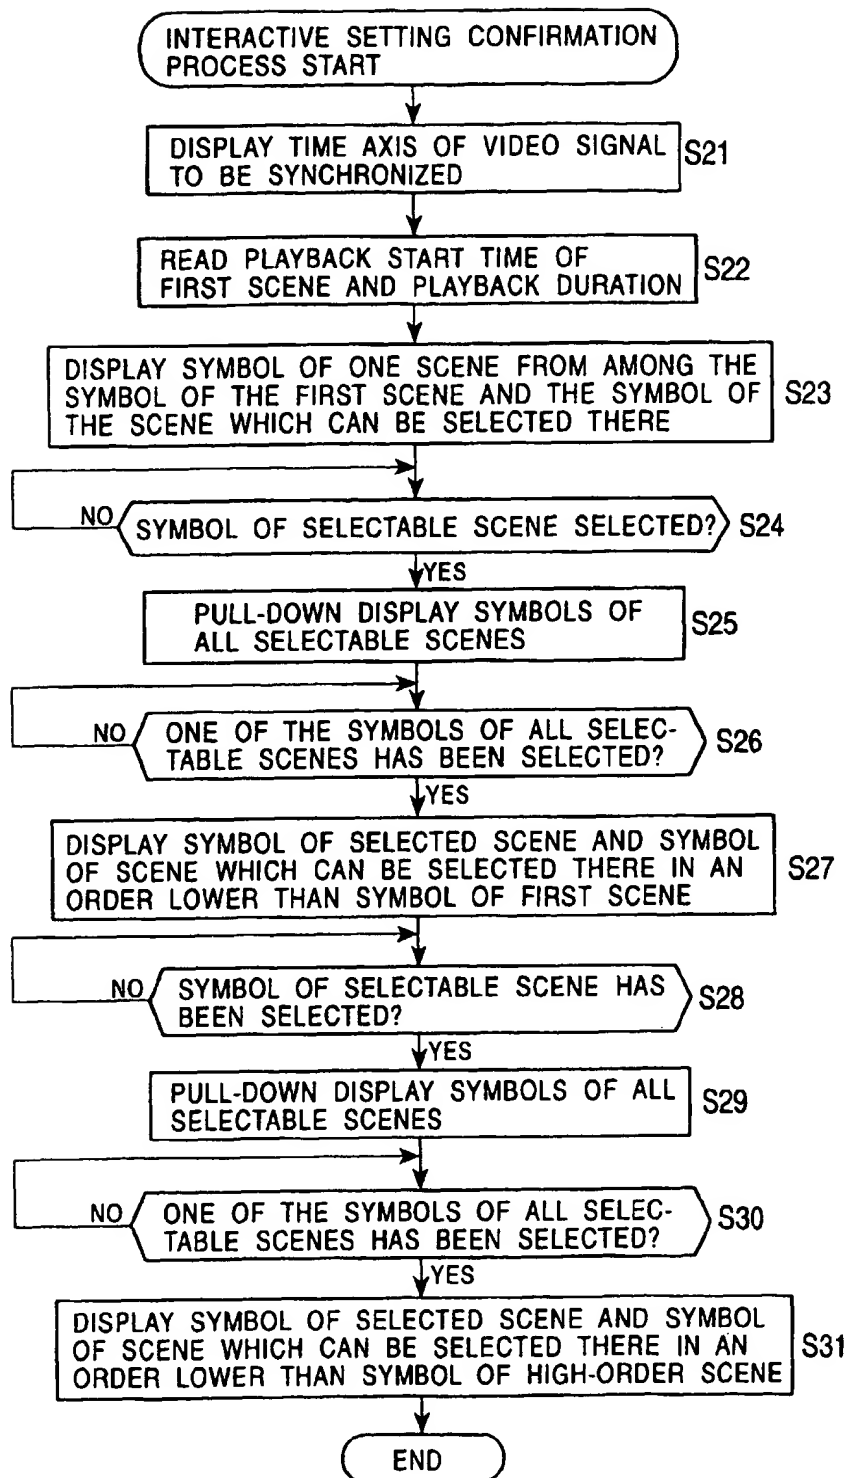 INTERACTIVE SETTING CONFIRMATION
PROCESS START
DISPLAY TIME AXIS OF VIDEO SIGNAL
TO BE SYNCHRONIZED
S21
READ PLAYBACK START TIME OF
FIRST SCENE AND PLAYBACK DURATION
S22
DISPLAY SYMBOL OF ONE SCENE FROM AMONG THE
SYMBOL OF THE FIRST SCENE AND THE SYMBOL OF
THE SCENE WHICH CAN BE SELECTED THERE
S23
NO
SYMBOL OF SELECTABLE SCENE SELECTED?
S24
YES
PULL-DOWN DISPLAY SYMBOLS OF
ALL SELECTABLE SCENES
S25
NO
ONE OF THE SYMBOLS OF ALL SELEC-
TABLE SCENES HAS BEEN SELECTED?
S26
YES
DISPLAY SYMBOL OF SELECTED SCENE AND SYMBOL
OF SCENE WHICH CAN BE SELECTED THERE IN AN
ORDER LOWER THAN SYMBOL OF FIRST SCENE
S27
NO
SYMBOL OF SELECTABLE SCENE HAS
BEEN SELECTED?
S28
YES
PULL-DOWN DISPLAY SYMBOLS OF ALL
SELECTABLE SCENES
S29
NO
ONE OF THE SYMBOLS OF ALL SELEC-
TABLE SCENES HAS BEEN SELECTED?
S30
YES
DISPLAY SYMBOL OF SELECTED SCENE AND SYMBOL
OF SCENE WHICH CAN BE SELECTED THERE IN AN
ORDER LOWER THAN SYMBOL OF HIGH-ORDER SCENE
S31
END